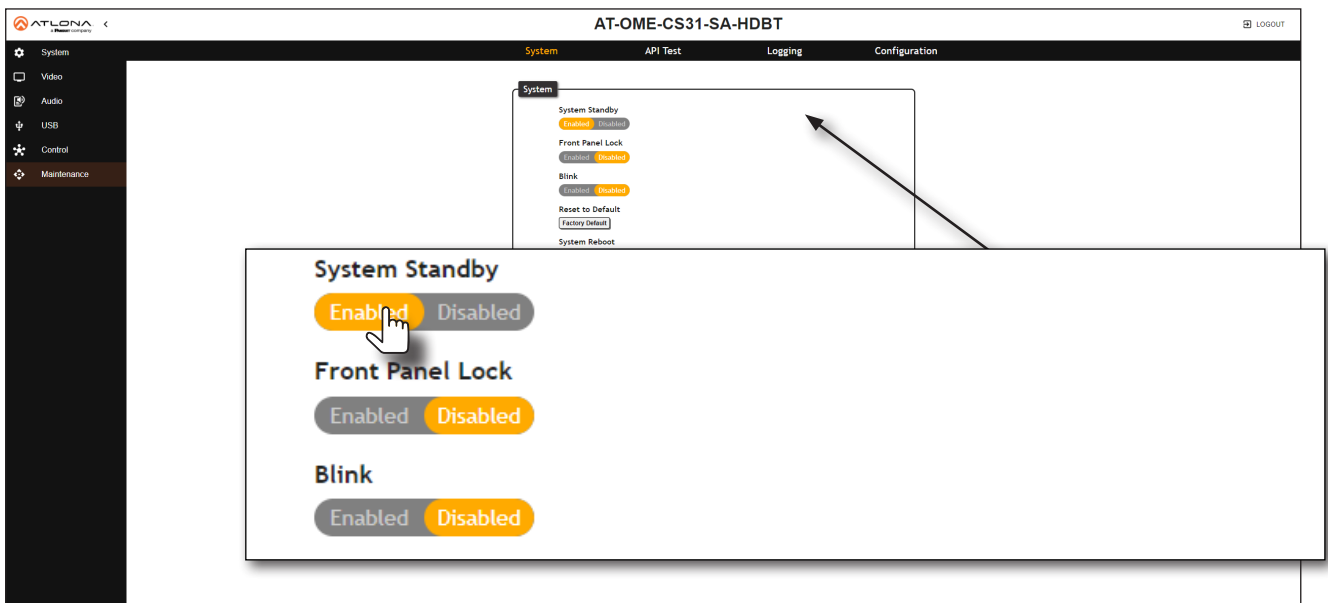 ATLONA
a Panduit company
AT-OME-CS31-SA-HDBT
LOGOUT
System
Video
Audio
USB
Control
Maintenance
System API Test Logging Configuration
System
System Standby
Enabled Disabled
Front Panel Lock
Enabled Disabled
Blink
Enabled Disabled
Reset to Default
Factory Default
System Reboot
System Standby
Enabled Disabled
Front Panel Lock
Enabled Disabled
Blink
Enabled Disabled